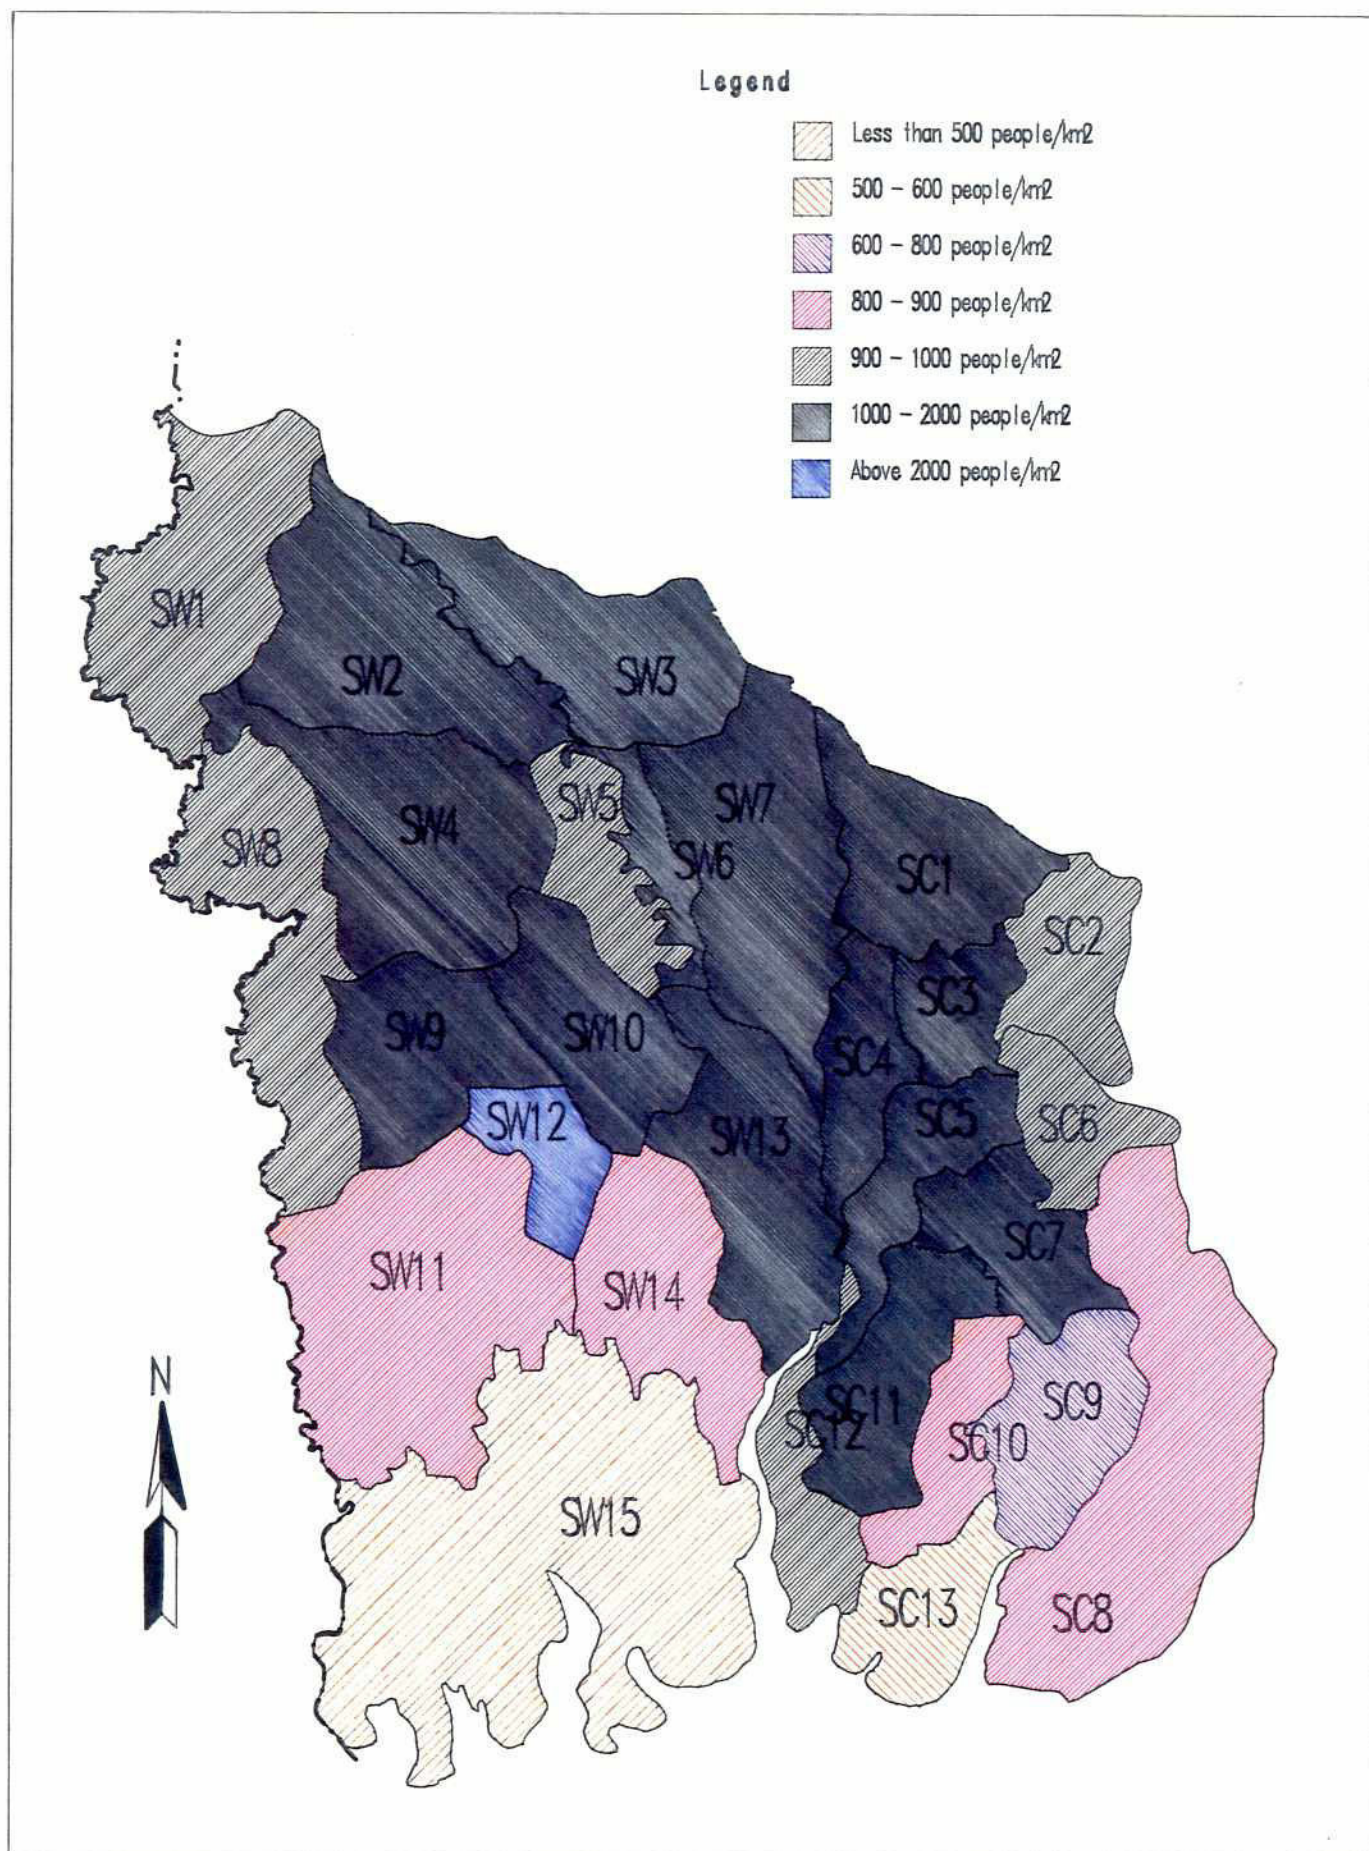 Legend
Less than 500 people/km2
500 - 600 people/km2
600 - 800 people/km2
800 - 900 people/km2
900 - 1000 people/km2
1000 - 2000 people/km2
Above 2000 people/km2
SW1
SW2
SW3
SW4
SW5
SW6
SW7
SW8
SC1
SC2
SC3
SC4
SW9
SW10
SW12
SW13
SC5
SC6
SC7
SW11
SW14
N
SC9
SC11
SC12
SC10
SW15
SC13
SC8